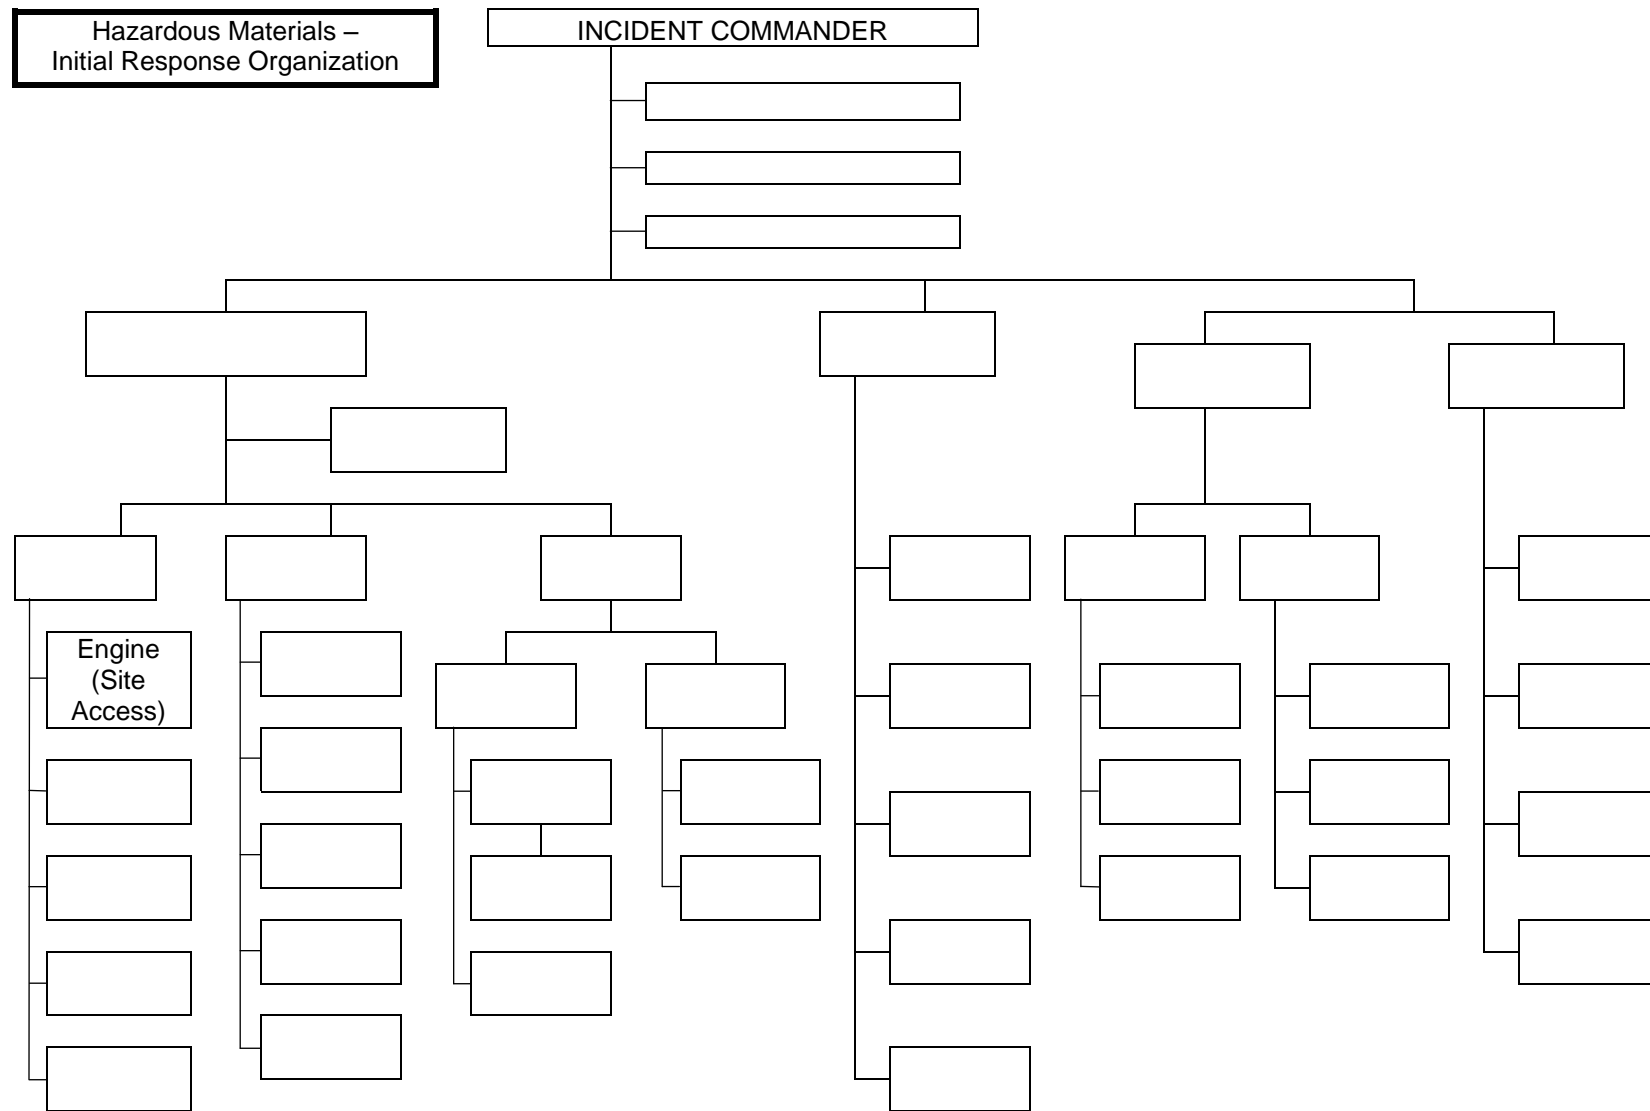 Hazardous Materials –
Initial Response Organization
INCIDENT COMMANDER
Engine
(Site
Access)